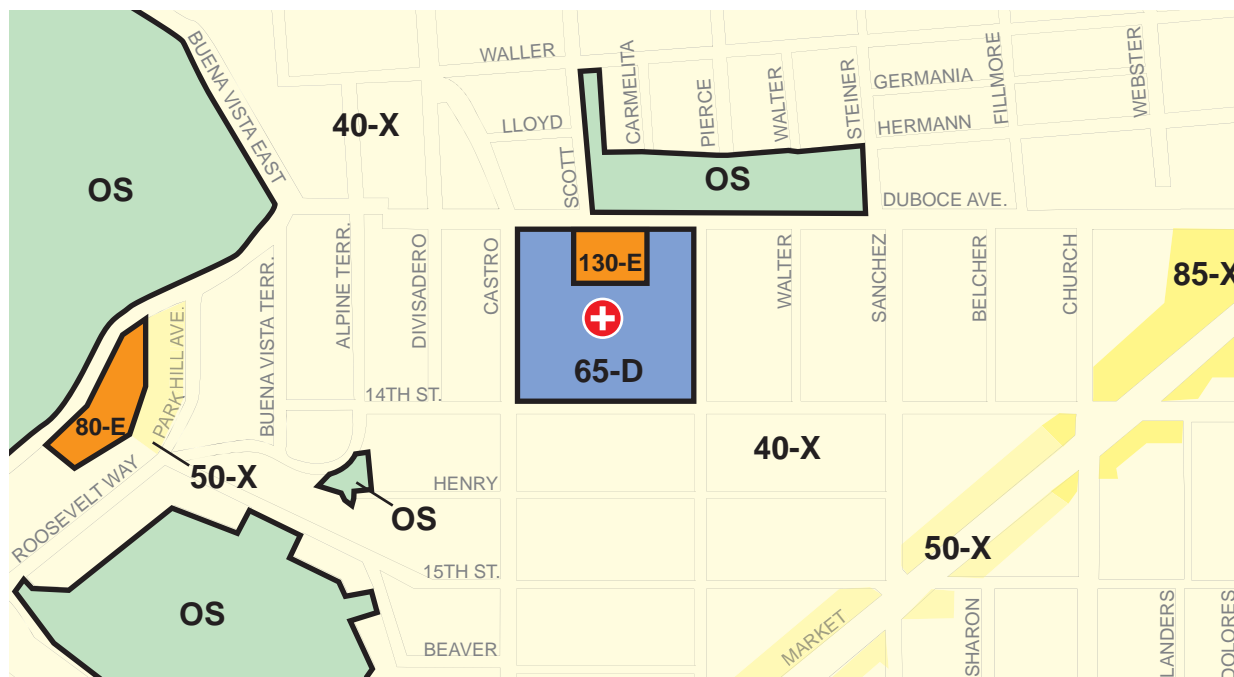 WALLER
CARMELITA
FILLMORE
BUENA VISTA EAST
WEBSTER
STEINER
GERMANIA
PIERCE
WALTER
40-X
LLOYD
HERMANN
SCOTT
OS
OS
DUBOCE AVE.
BUENA VISTA TERR.
ALPINE TERR.
DIVISADERO
CASTRO
130-E
WALTER
SANCHEZ
BELCHER
CHURCH
85-X
PARK HILL AVE.
65-D
14TH ST.
80-E
50-X
40-X
HENRY
ROOSEVELT WAY
OS
50-X
15TH ST.
OS
MARKET
SHARON
LANDERS
DOLORES
BEAVER